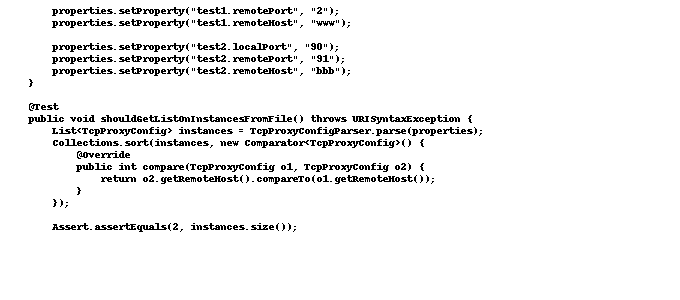 properties.setProperty("test1.remotePort", "2");
properties.setProperty("test1.remoteHost", "www");
properties.setProperty("test2.localPort", "90");
properties.setProperty("test2.remotePort", "91");
properties.setProperty("test2.remoteHost", "bbb");
}
@Test
public void shouldGetListOnInstancesFromFile() throws URISyntaxException {
List<TcpProxyConfig> instances = TcpProxyConfigParser.parse(properties);
Collections.sort(instances, new Comparator<TcpProxyConfig>() {
@Override
public int compare(TcpProxyConfig o1, TcpProxyConfig o2) {
return o2.getRemoteHost().compareTo(o1.getRemoteHost());
}
});
Assert.assertEquals(2, instances.size());